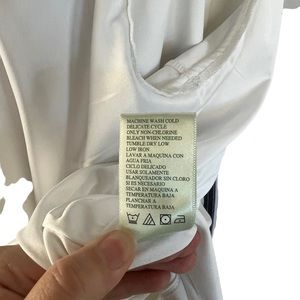 MACHINE WASH COLD
DELICATE CYCLE
ONLY NON-CHLORINE
BLEACH WHEN NEEDED
TUMBLE DRY LOW
LOW IRON
LAVAR A MAQUINA CON
AGUA FRIA
CICLO DELICADO
USAR SOLAMENTE
BLANQUEADOR SIN CLORO
SI ES NECESARIO
SECAR EN MAQUINA A
TEMPERATURA BAJA
PLANCHAR A
TEMPERATURA BAJA